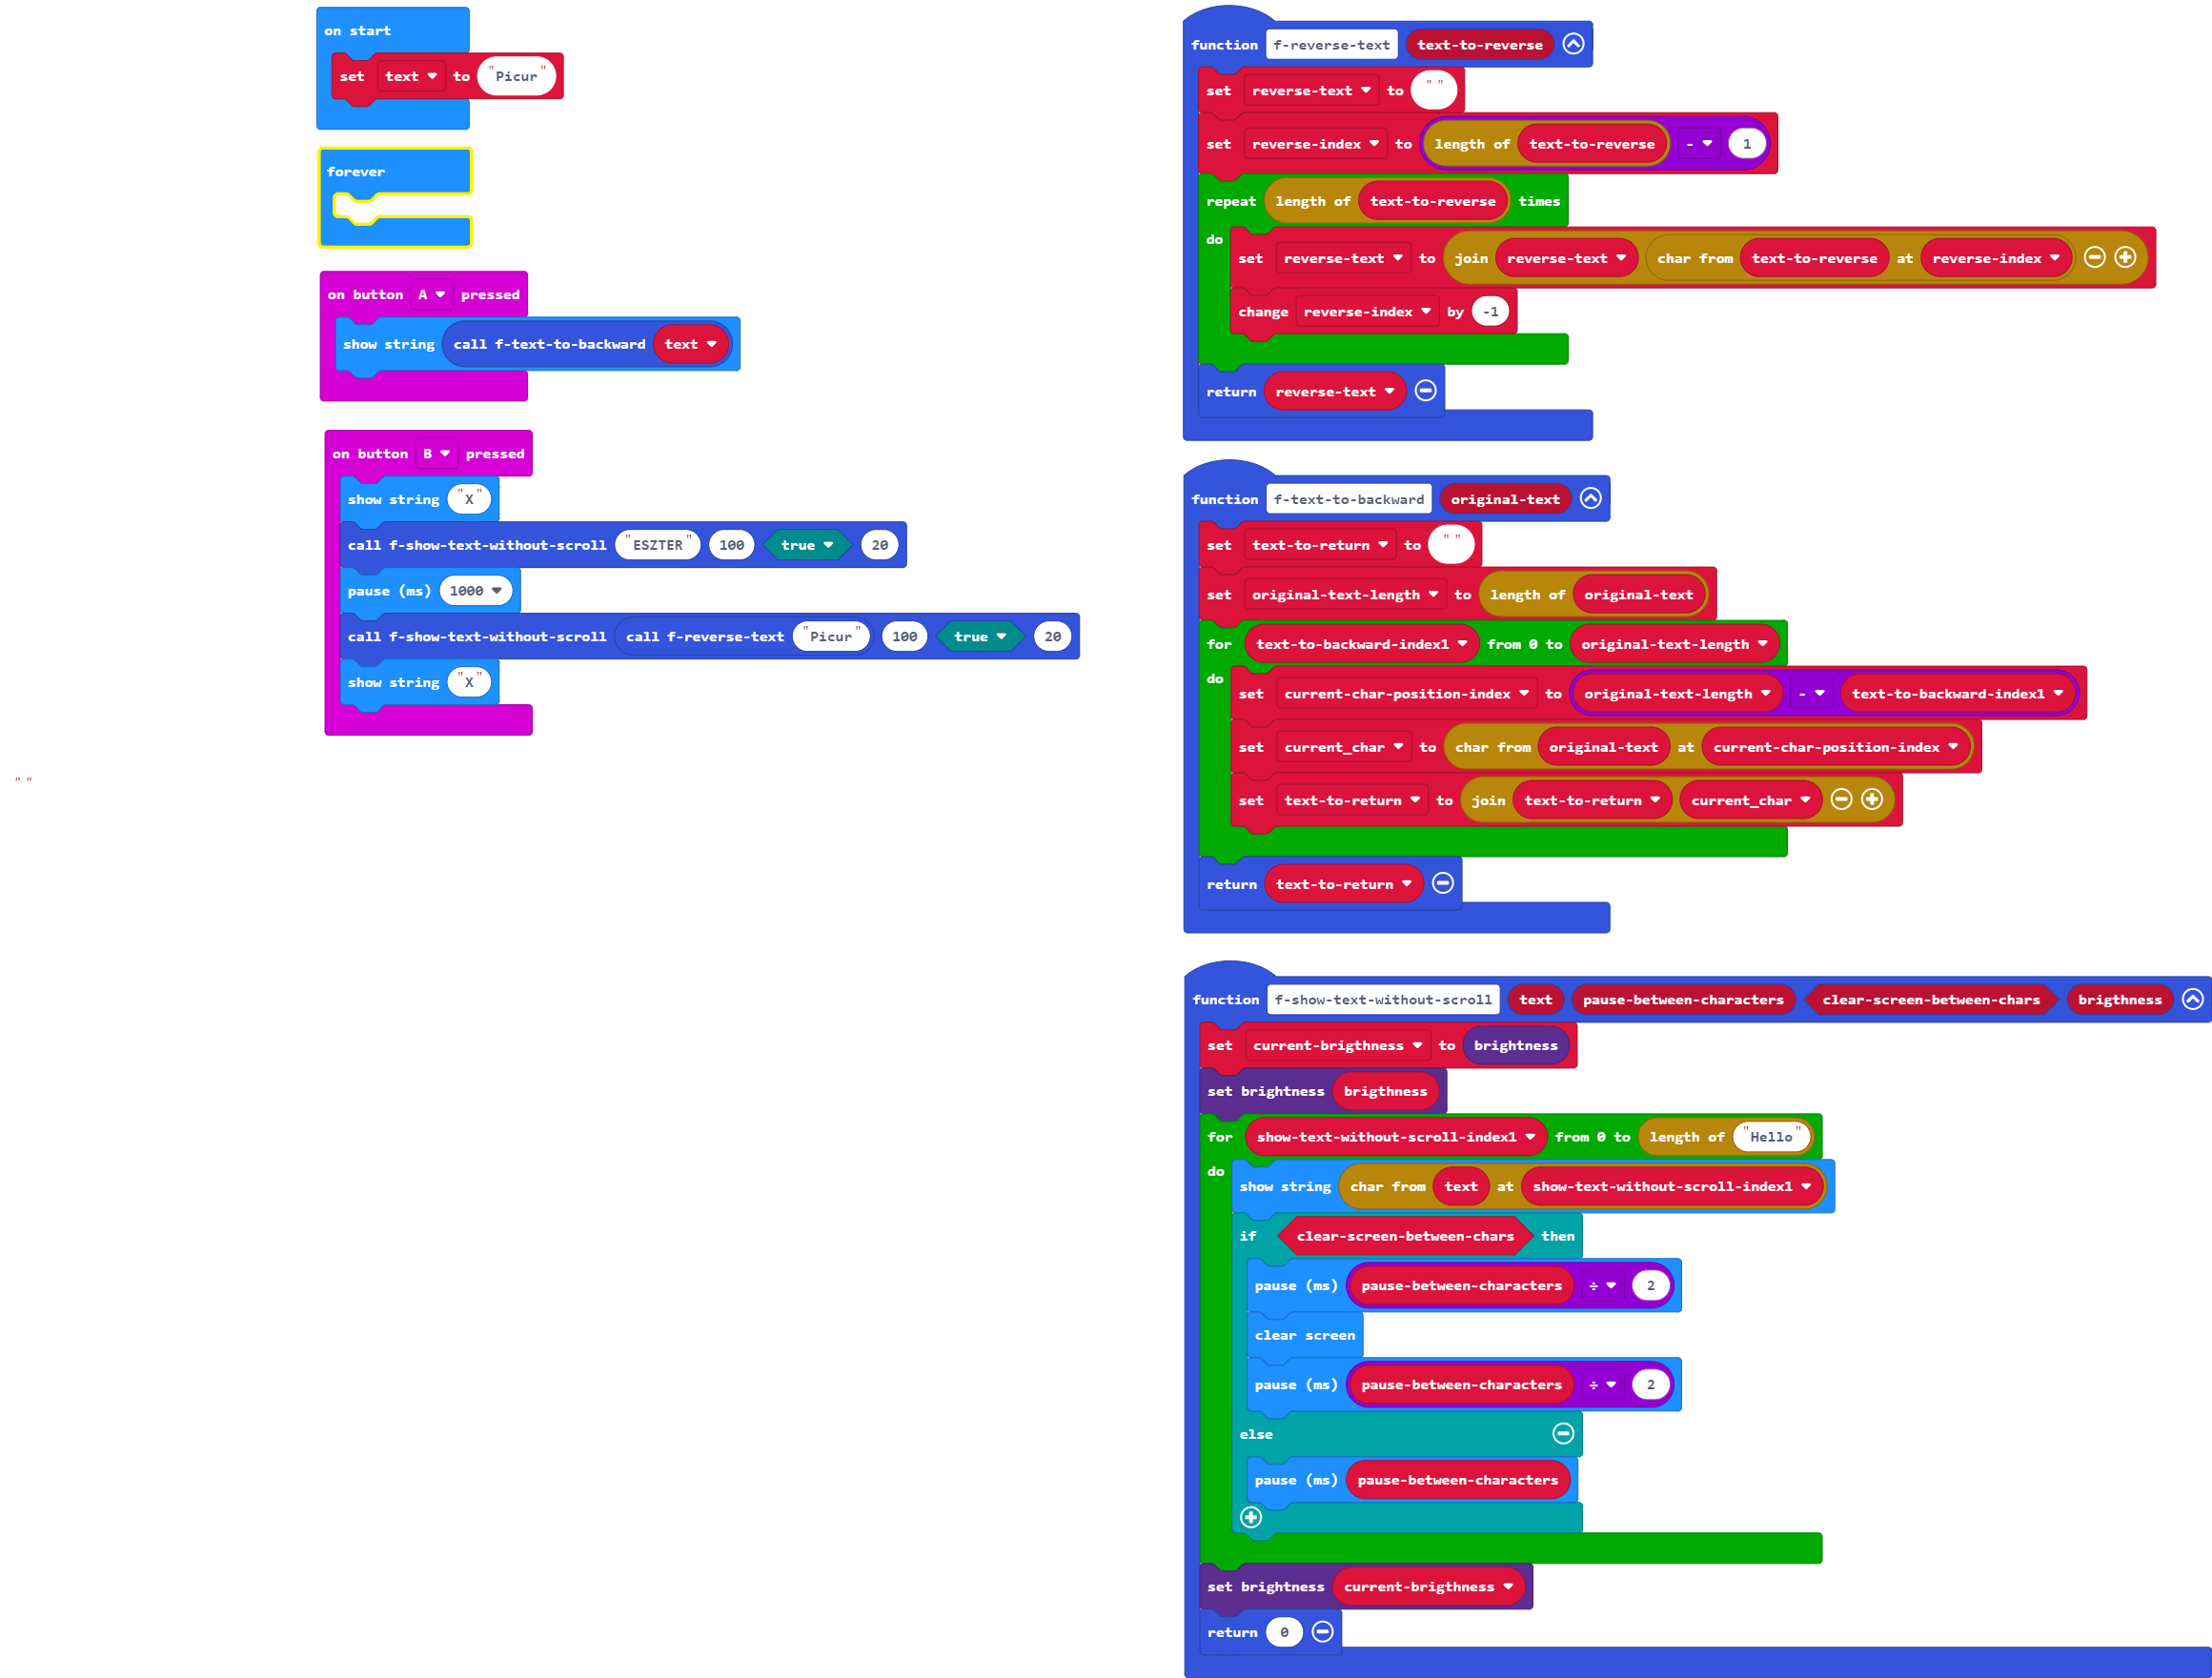 on start
set text to "Picur"
forever
on button A pressed
show string call f-text-to-backward text
on button B pressed
show string "X"
call f-show-text-without-scroll "ESZTER" 100 true 20
pause (ms) 1000
call f-show-text-without-scroll call f-reverse-text "Picur" 100 true 20
show string "X"
" "
function f-reverse-text text-to-reverse
set reverse-text to " "
set reverse-index to length of text-to-reverse - 1
repeat length of text-to-reverse times
do
set reverse-text to join reverse-text char from text-to-reverse at reverse-index
change reverse-index by -1
return reverse-text
function f-text-to-backward original-text
set text-to-return to " "
set original-text-length to length of original-text
for text-to-backward-index1 from 0 to original-text-length
do
set current-char-position-index to original-text-length - text-to-backward-index1
set current_char to char from original-text at current-char-position-index
set text-to-return to join text-to-return current_char
return text-to-return
function f-show-text-without-scroll text pause-between-characters clear-screen-between-chars brigthness
set current-brigthness to brightness
set brightness brigthness
for show-text-without-scroll-index1 from 0 to length of "Hello"
do
show string char from text at show-text-without-scroll-index1
if clear-screen-between-chars then
pause (ms) pause-between-characters ÷ 2
clear screen
pause (ms) pause-between-characters ÷ 2
else
pause (ms) pause-between-characters
set brightness current-brigthness
return 0